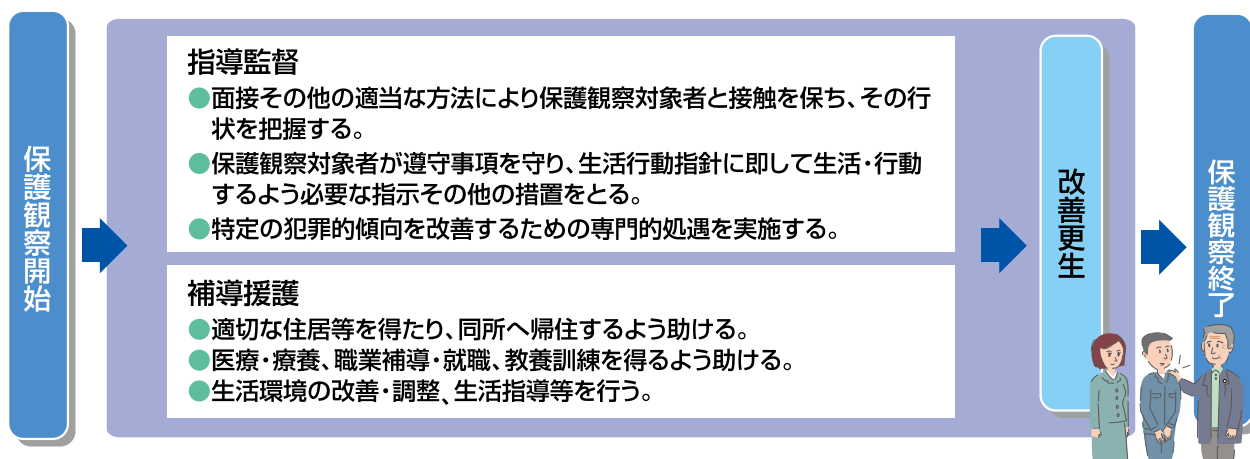 保護観察開始
指導監督
●面接その他の適当な方法により保護観察対象者と接触を保ち、その行
状を把握する。
●保護観察対象者が遵守事項を守り、生活行動指針に即して生活・行動
するよう必要な指示その他の措置をとる。
●特定の犯罪的傾向を改善するための専門的処遇を実施する。
補導援護
●適切な住居等を得たり、同所へ帰住するよう助ける。
●医療・療養、職業補導・就職、教養訓練を得るよう助ける。
●生活環境の改善・調整、生活指導等を行う。
改善更生
保護観察終了